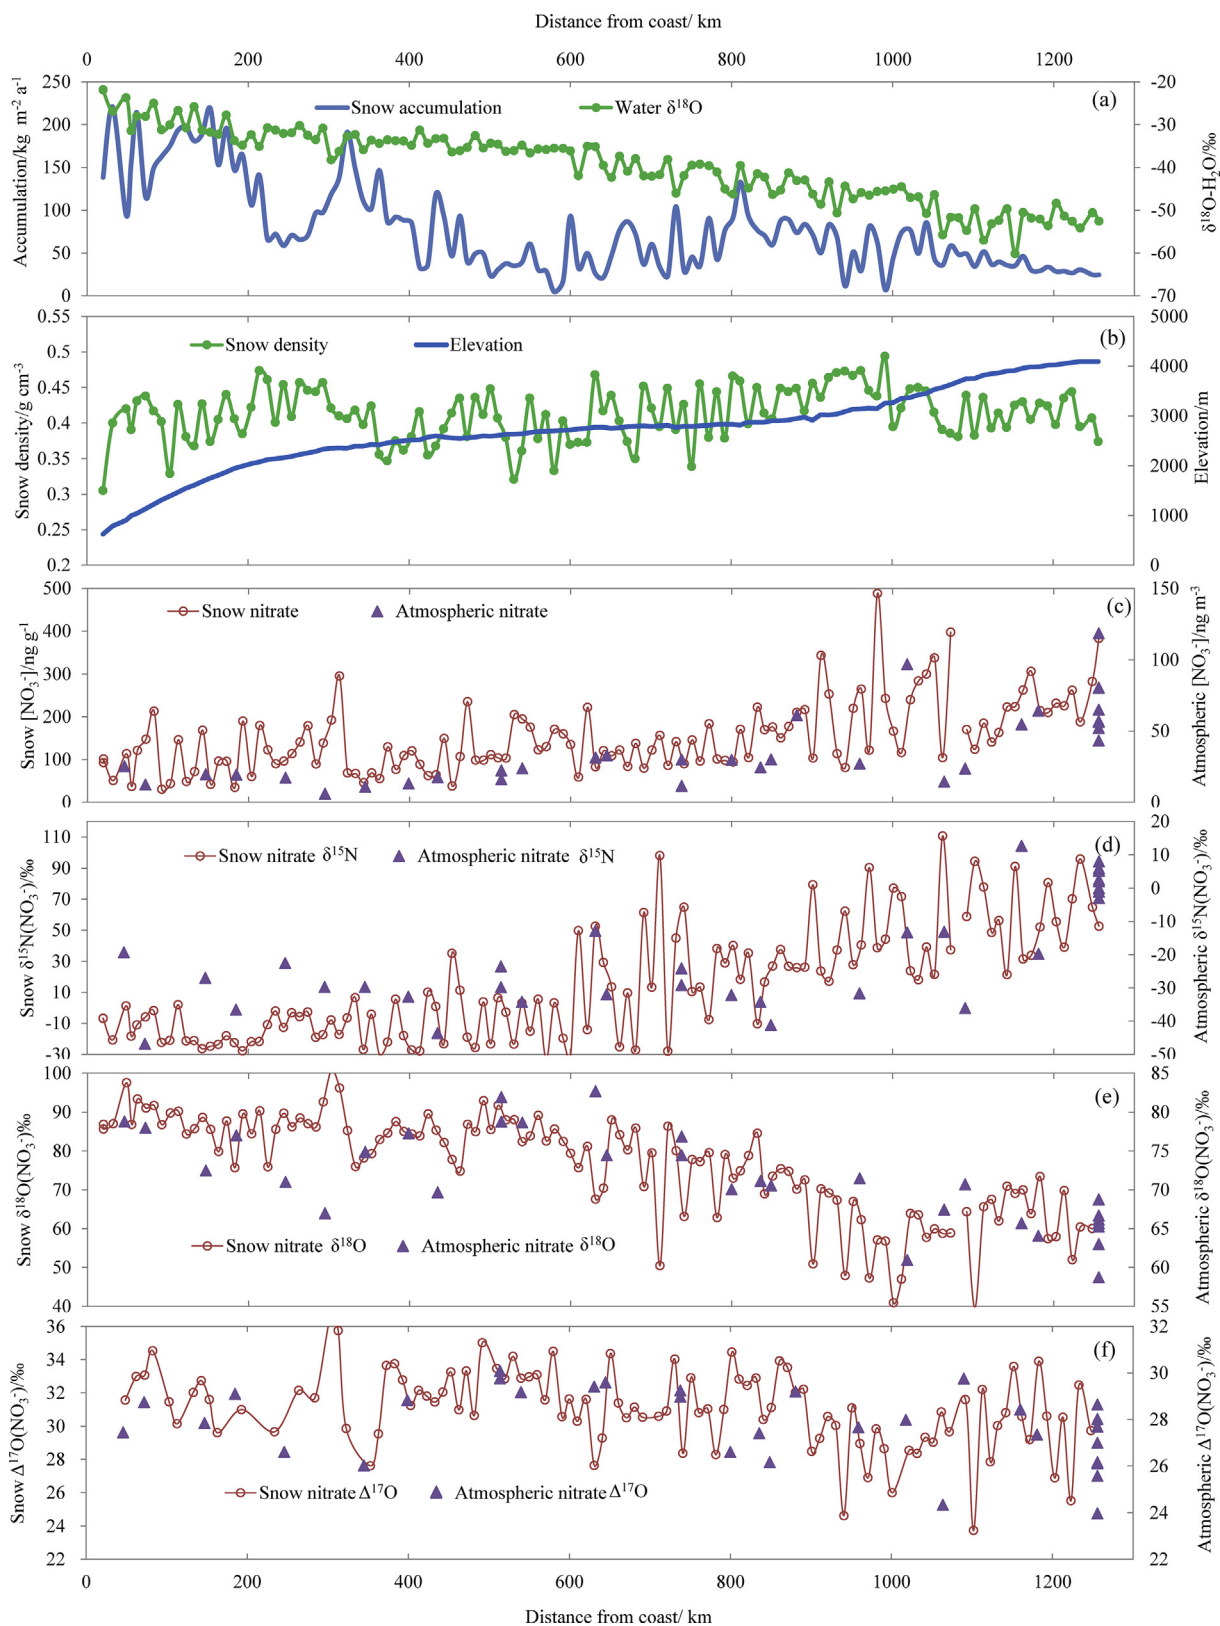 Distance from coast/ km
0 200 400 600 800 1000 1200
Accumulation/kg m⁻² a⁻¹
250
200
150
100
50
0
Snow accumulation
Water δ¹⁸O
(a)
-20
-30
-40
-50
-60
-70
δ¹⁸O-H₂O/‰
Snow density/g cm⁻³
0.55
0.5
0.45
0.4
0.35
0.3
0.25
0.2
Snow density
Elevation
(b)
5000
4000
3000
2000
1000
0
Elevation/m
Snow [NO₃⁻]/ng g⁻¹
500
400
300
200
100
0
Snow nitrate
Atmospheric nitrate
(c)
150
100
50
0
Atmospheric [NO₃⁻]/ng m⁻³
Snow δ¹⁵N(NO₃⁻)/‰
110
90
70
50
30
10
-10
-30
Snow nitrate δ¹⁵N
Atmospheric nitrate δ¹⁵N
(d)
20
10
0
-10
-20
-30
-40
-50
Atmospheric δ¹⁵N(NO₃⁻)/‰
Snow δ¹⁸O(NO₃⁻)‰
100
90
80
70
60
50
40
Snow nitrate δ¹⁸O
Atmospheric nitrate δ¹⁸O
(e)
85
80
75
70
65
60
55
Atmospheric δ¹⁸O(NO₃⁻)/‰
Snow Δ¹⁷O(NO₃⁻)/‰
36
34
32
30
28
26
24
22
Snow nitrate Δ¹⁷O
Atmospheric nitrate Δ¹⁷O
(f)
32
30
28
26
24
22
Atmospheric Δ¹⁷O(NO₃⁻)/‰
0 200 400 600 800 1000 1200
Distance from coast/ km